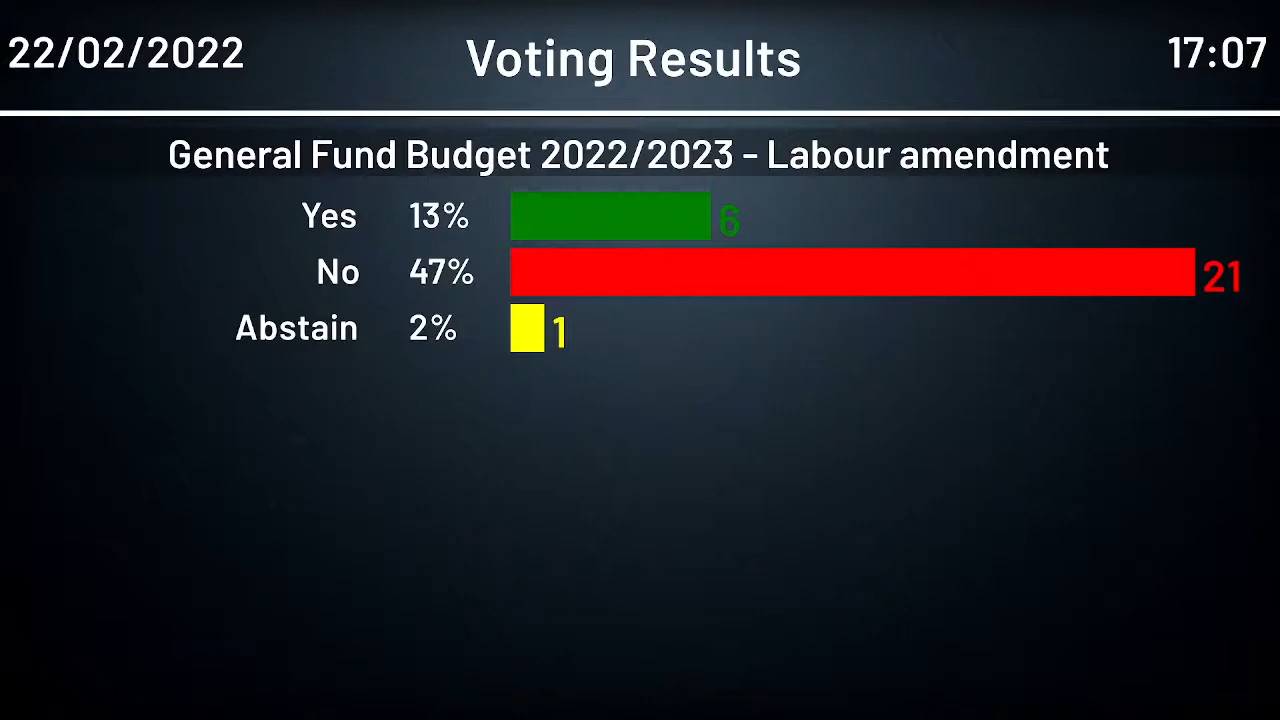 22/02/2022 Voting Results 17:07
General Fund Budget 2022/2023 - Labour amendment
Yes 13% 6
No 47% 21
Abstain 2% 1